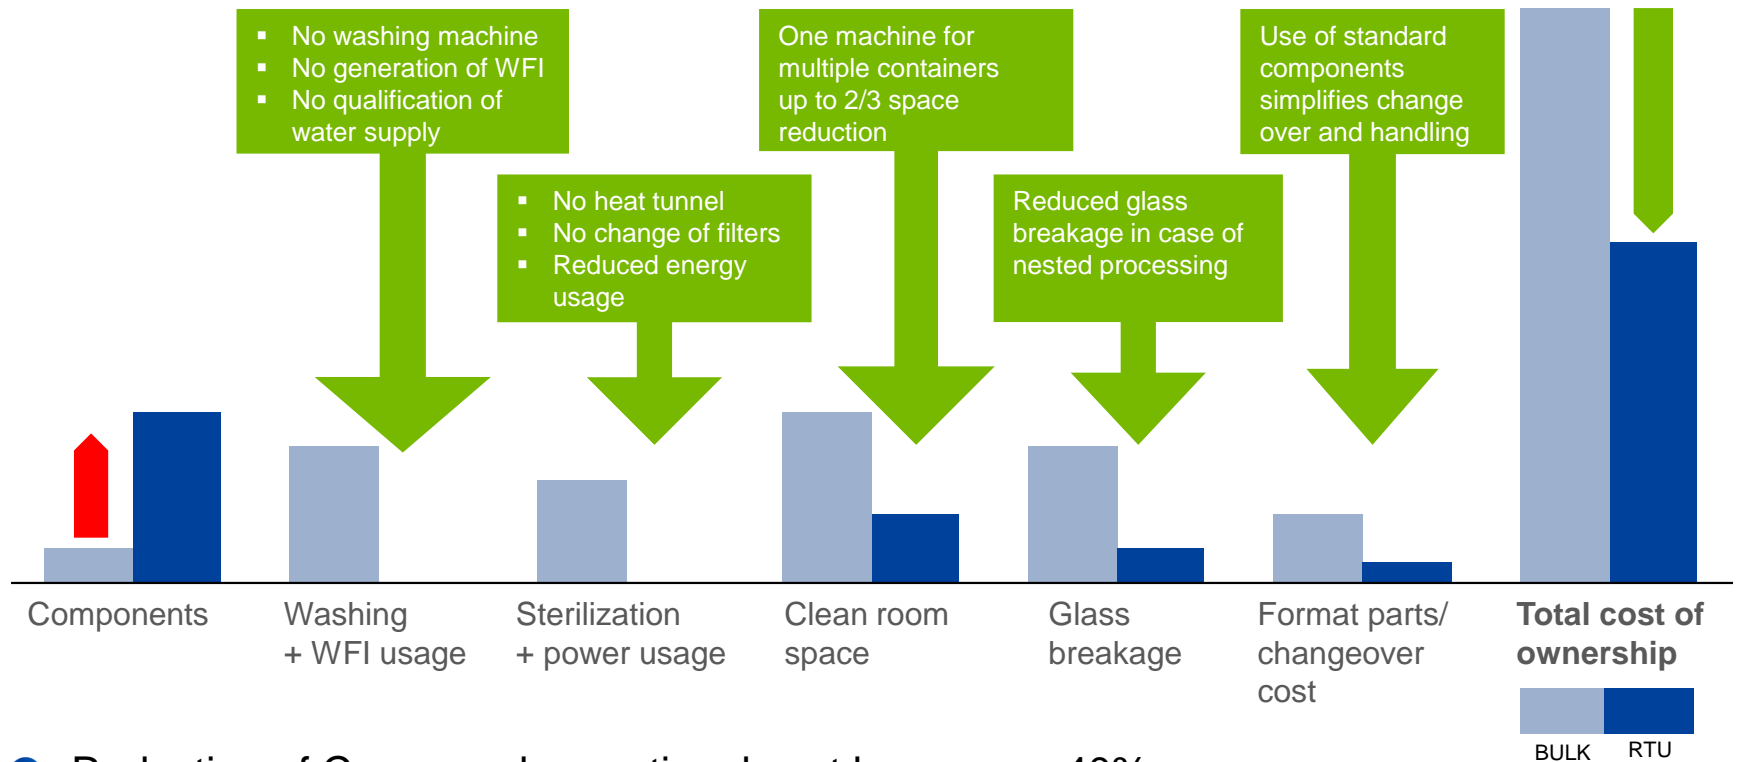 ▪ No washing machine
▪ No generation of WFI
▪ No qualification of
water supply
One machine for
multiple containers
up to 2/3 space
reduction
Use of standard
components
simplifies change
over and handling
▪ No heat tunnel
▪ No change of filters
▪ Reduced energy
usage
Reduced glass
breakage in case of
nested processing
Components
Washing
+ WFI usage
Sterilization
+ power usage
Clean room
space
Glass
breakage
Format parts/
changeover
cost
Total cost of
ownership
BULK RTU